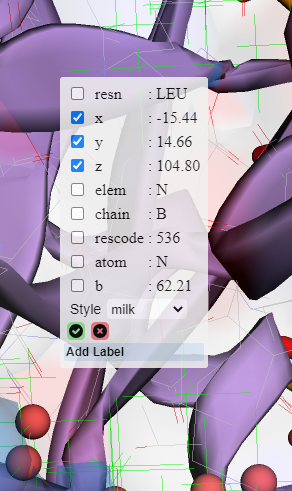 resn : LEU
x : -15.44
y : 14.66
z : 104.80
elem : N
chain : B
rescode : 536
atom : N
b : 62.21
Style milk
Add Label